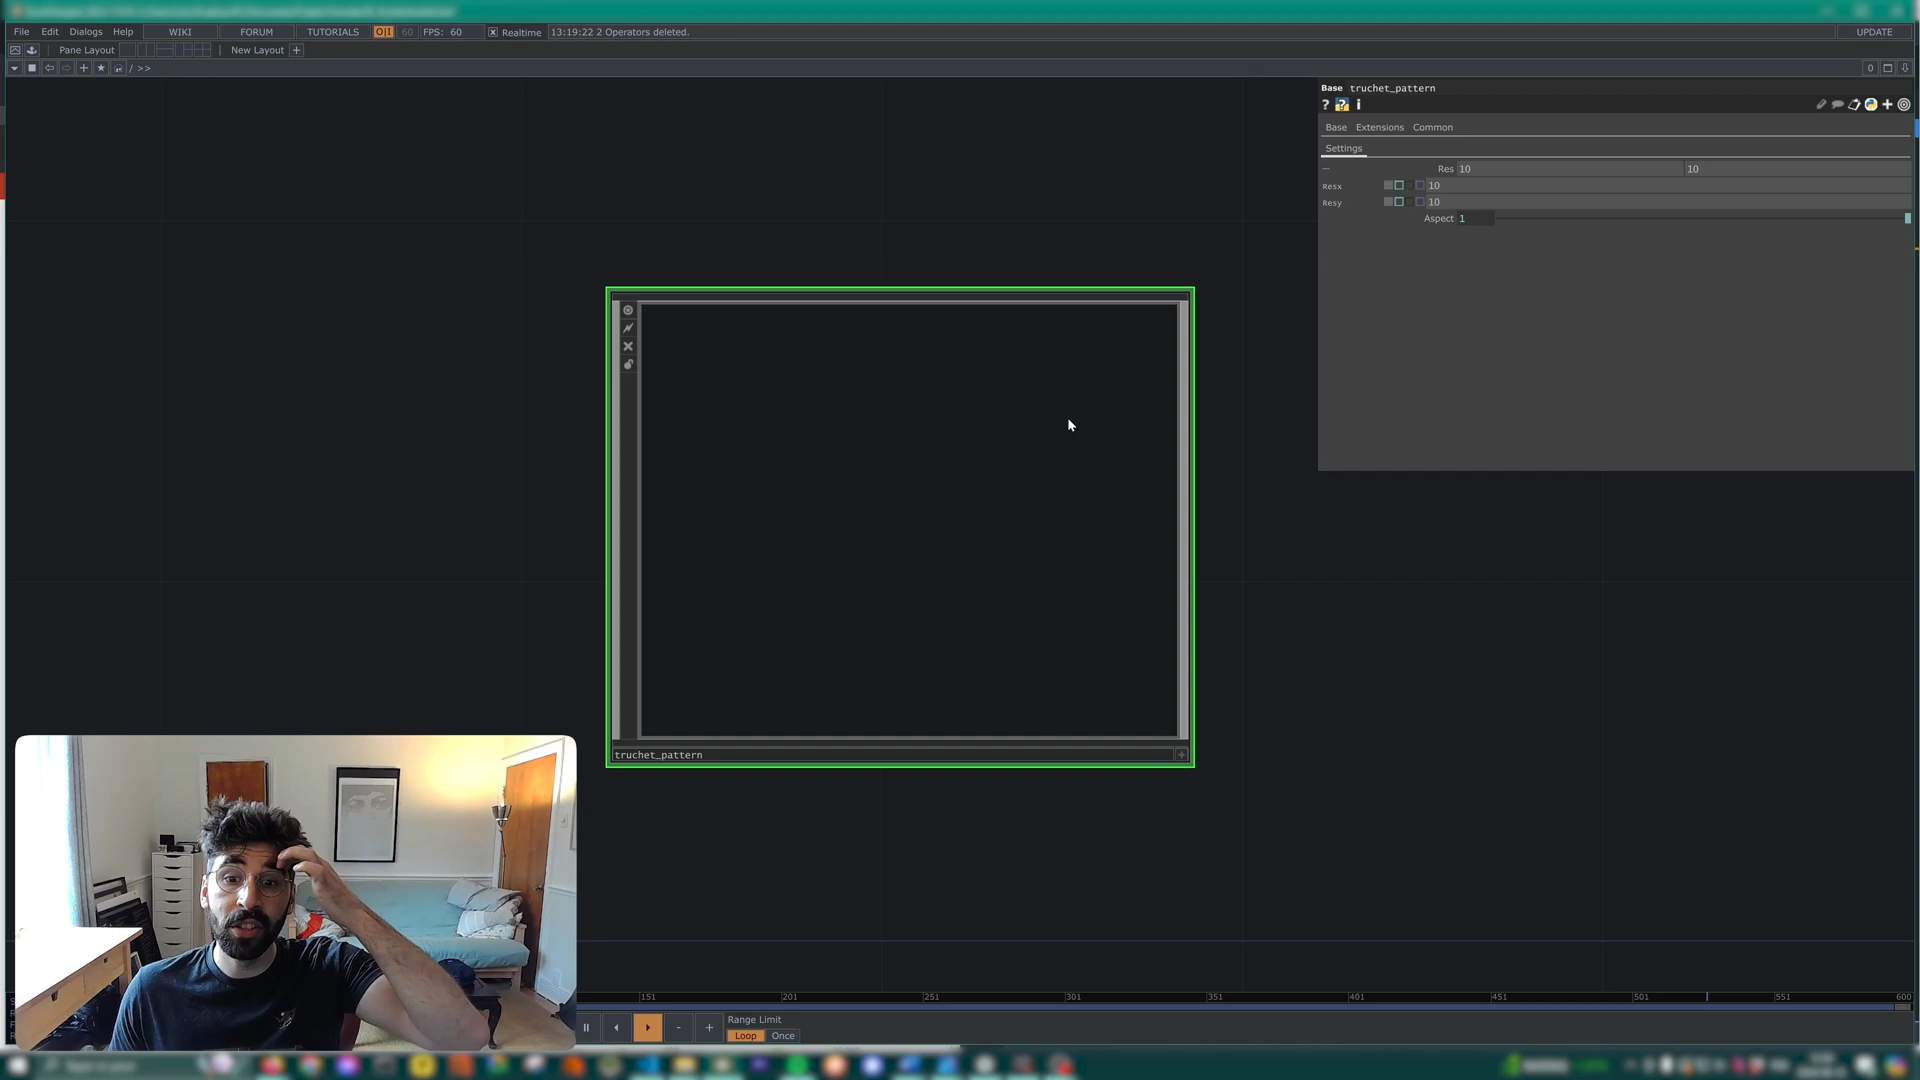 File Edit Dialogs Help WIKI FORUM TUTORIALS O|I 60 FPS: 60 Realtime 13:19:22 2 Operators deleted. UPDATE
Pane Layout New Layout +
/ >> 0
Base truchet_pattern
? ? i
Base Extensions Common
Settings
Res 10 10
Resx 10
Resy 10
Aspect 1
truchet_pattern
151 201 251 301 351 401 451 501 551 600
Range Limit
- + Loop Once